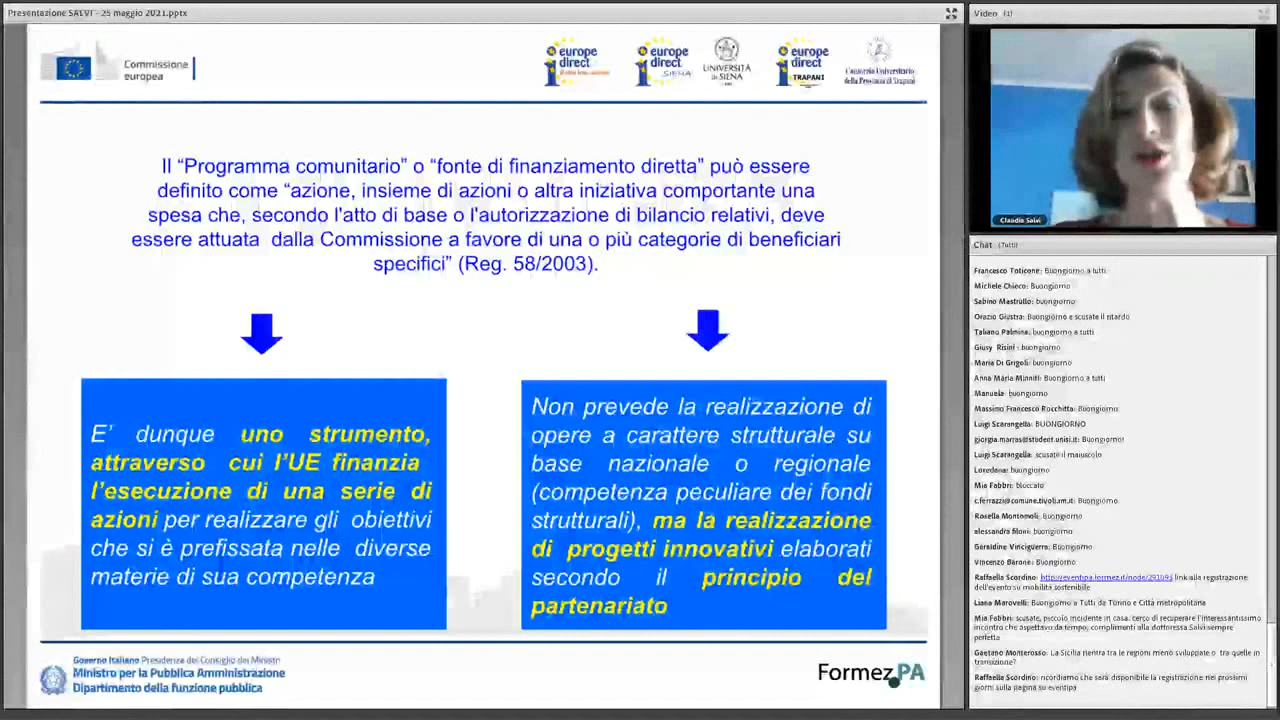 Presentazione SALVI - 25 maggio 2021.pptx
Commissione
europea
europe
direct
europe
direct
SIENA
UNIVERSITÀ
DI SIENA
europe
direct
TRAPANI
Consorzio Universitario
della Provincia di Trapani
Il “Programma comunitario” o “fonte di finanziamento diretta” può essere
definito come “azione, insieme di azioni o altra iniziativa comportante una
spesa che, secondo l'atto di base o l'autorizzazione di bilancio relativi, deve
essere attuata dalla Commissione a favore di una o più categorie di beneficiari
specifici” (Reg. 58/2003).
E' dunque uno strumento,
attraverso cui l'UE finanzia
l'esecuzione di una serie di
azioni per realizzare gli obiettivi
che si è prefissata nelle diverse
materie di sua competenza
Non prevede la realizzazione di
opere a carattere strutturale su
base nazionale o regionale
(competenza peculiare dei fondi
strutturali), ma la realizzazione
di progetti innovativi elaborati
secondo il principio del
partenariato
Governo Italiano Presidenza del Consiglio dei Ministri
Ministro per la Pubblica Amministrazione
Dipartimento della funzione pubblica
Formez PA
Video (1)
Claudia Salvi
Chat (Tutti)
Francesco Toticone: Buongiorno a tutti
Michele Chieco: Buongiorno
Sabino Mastrullo: buongiorno
Orazio Giustra: Buongiorno e scusate il ritardo
Taliano Palmina: buongiorno a tutti
Giusy Risini : buongiorno
Maria Di Grigoli: buongiorno
Anna Maria Minniti: Buongiorno a tutti
Manuela: buongiorno
Massimo Francesco Rocchitta: Buongiorno
Luigi Scarangella: BUONGIORNO
giorgia.marras@student.unisi.it: Buongiorno!
Luigi Scarangella: scusate il maiuscolo
Loredana: buongiorno
Mia Fabbri: bloccato
c.ferrazzi@comune.tivoli.rm.it: Buongiorno
Rosella Montomoli: Buongiorno
alessandra filoni: buongiorno
Geraldine Vinciguerra: Buongiorno
Vincenzo Barone: Buongiorno
Raffaella Scordino: http://eventipa.formez.it/node/291093 link alla registrazione
dell'evento su mobilità sostenibile
Liana Marovelli: Buongiorno a Tutti da Torino e Città metropolitana
Mia Fabbri: scusate, piccolo incidente in casa. cerco di recuperare l'interessantissimo
incontro che aspettavo da tempo, complimenti alla dottoressa Salvi sempre
perfetta
Gaetano Monterosso: La Sicilia rientra tra le regioni meno sviluppate o tra quelle in
transizione?
Raffaella Scordino: ricordiamo che sarà disponibile la registrazione nei prossimi
giorni sulla pagina su eventipa